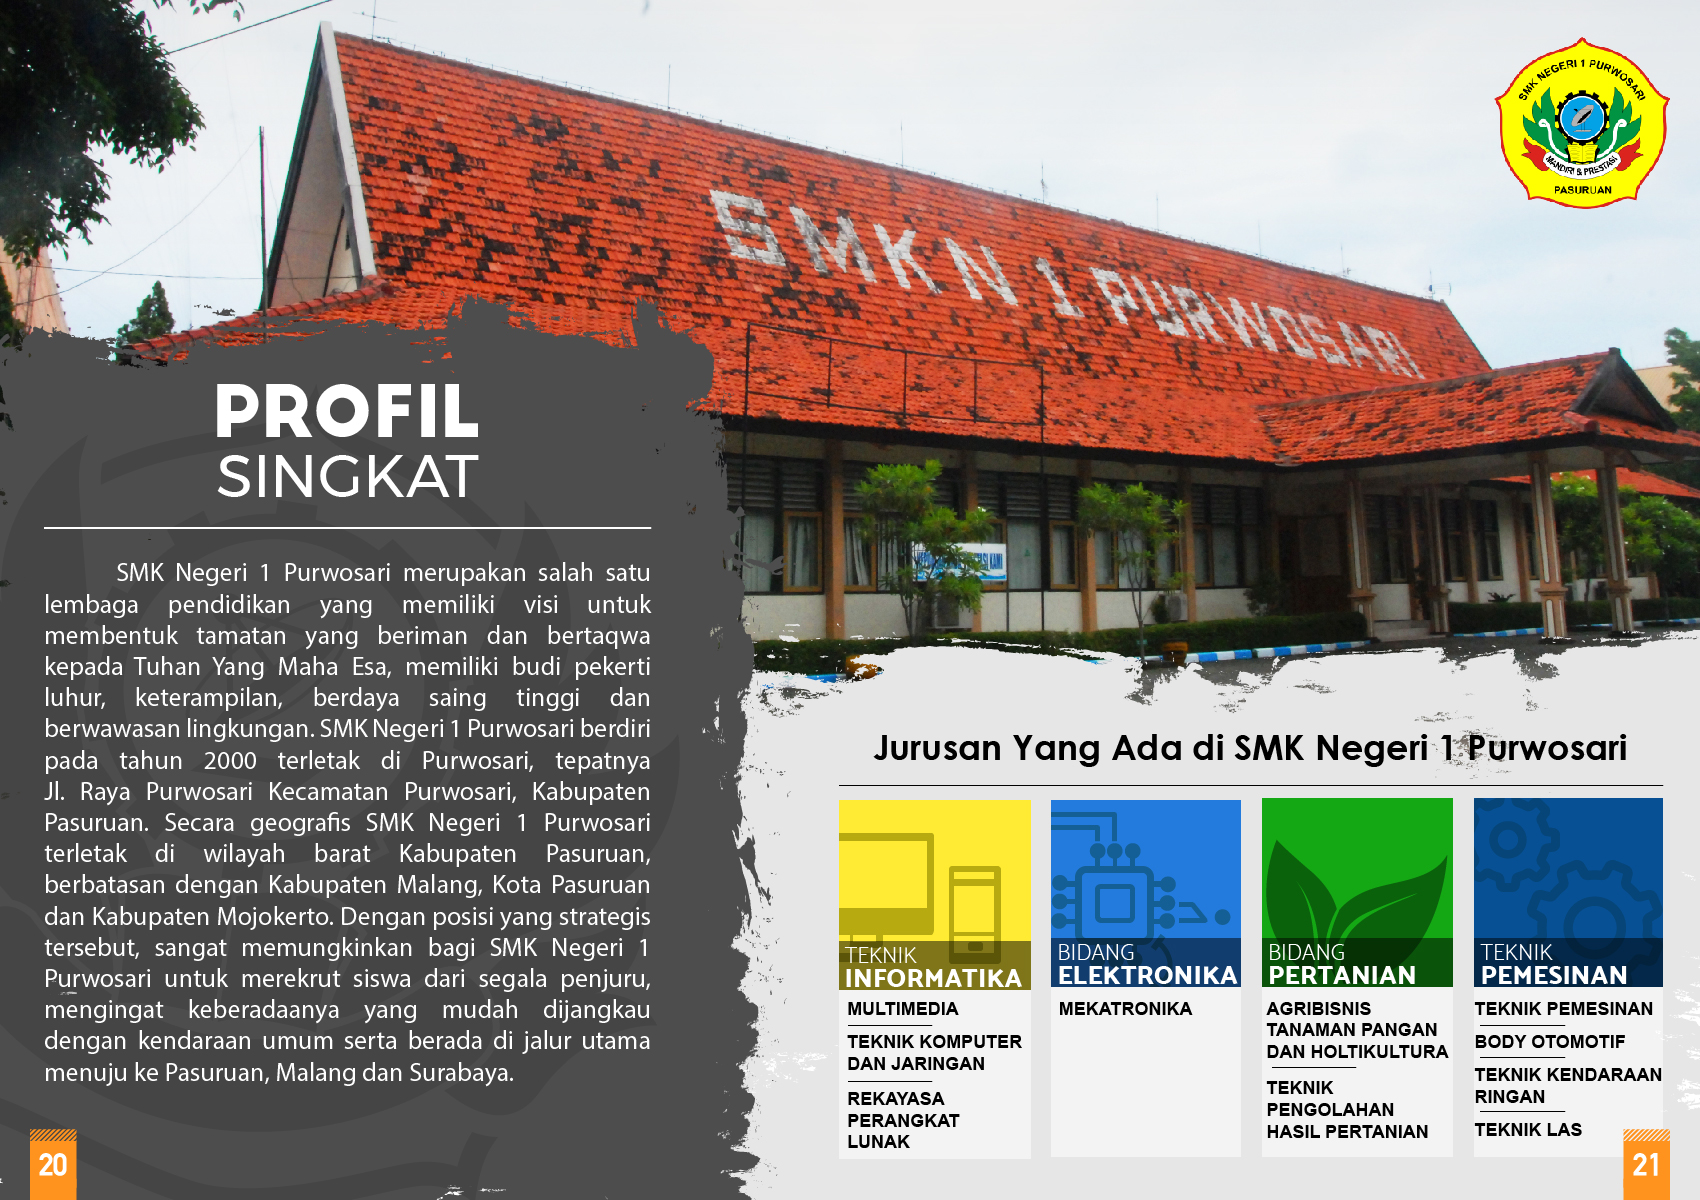 SMK NEGERI 1 PURWOSARI
MANDIRI & PRESTASI
PASURUAN
SMK N 1 PURWOSARI
KAMI
PROFIL
SINGKAT
SMK Negeri 1 Purwosari merupakan salah satu
lembaga pendidikan yang memiliki visi untuk
membentuk tamatan yang beriman dan bertaqwa
kepada Tuhan Yang Maha Esa, memiliki budi pekerti
luhur, keterampilan, berdaya saing tinggi dan
berwawasan lingkungan. SMK Negeri 1 Purwosari berdiri
pada tahun 2000 terletak di Purwosari, tepatnya
Jl. Raya Purwosari Kecamatan Purwosari, Kabupaten
Pasuruan. Secara geografis SMK Negeri 1 Purwosari
terletak di wilayah barat Kabupaten Pasuruan,
berbatasan dengan Kabupaten Malang, Kota Pasuruan
dan Kabupaten Mojokerto. Dengan posisi yang strategis
tersebut, sangat memungkinkan bagi SMK Negeri 1
Purwosari untuk merekrut siswa dari segala penjuru,
mengingat keberadaanya yang mudah dijangkau
dengan kendaraan umum serta berada di jalur utama
menuju ke Pasuruan, Malang dan Surabaya.
20
Jurusan Yang Ada di SMK Negeri 1 Purwosari
TEKNIK
INFORMATIKA
MULTIMEDIA
TEKNIK KOMPUTER
DAN JARINGAN
REKAYASA
PERANGKAT
LUNAK
BIDANG
ELEKTRONIKA
MEKATRONIKA
BIDANG
PERTANIAN
AGRIBISNIS
TANAMAN PANGAN
DAN HOLTIKULTURA
TEKNIK
PENGOLAHAN
HASIL PERTANIAN
TEKNIK
PEMESINAN
TEKNIK PEMESINAN
BODY OTOMOTIF
TEKNIK KENDARAAN
RINGAN
TEKNIK LAS
21